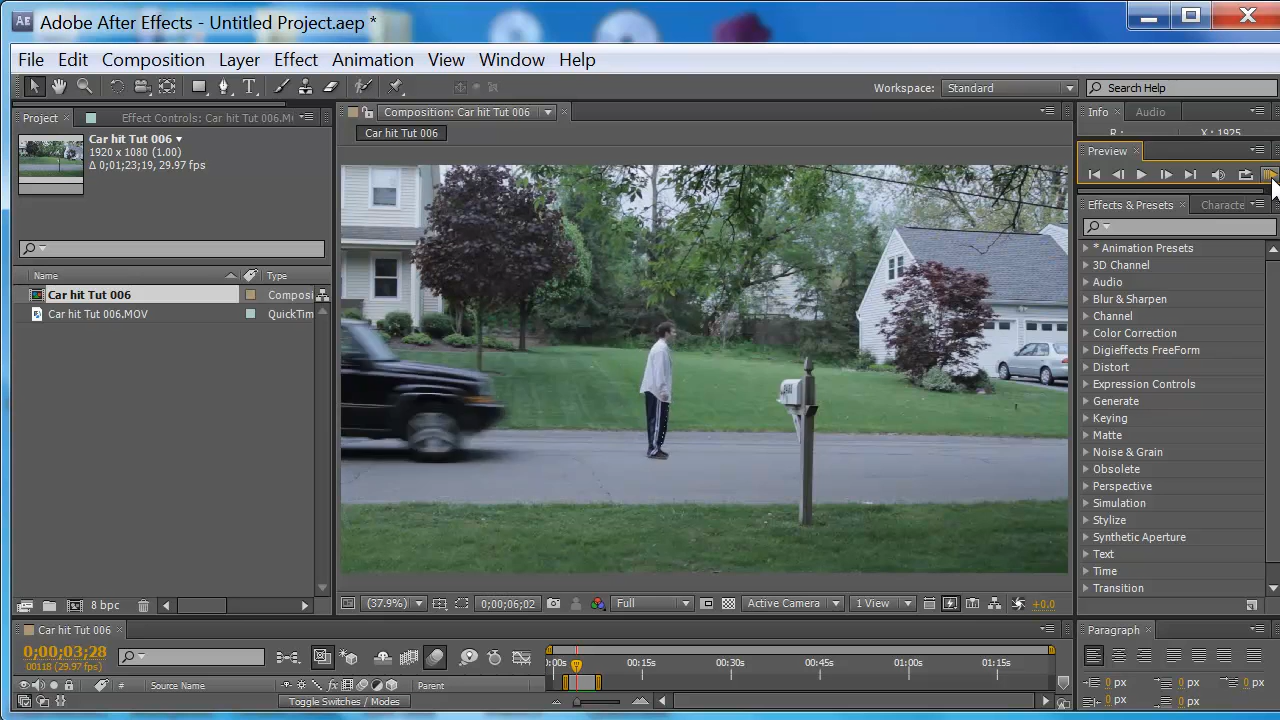 AE Adobe After Effects - Untitled Project.aep *
File Edit Composition Layer Effect Animation View Window Help
T Workspace: Standard Search Help
Project Effect Controls: Car hit Tut 006.M
Car hit Tut 006
1920 x 1080 (1.00)
Δ 0;01;23;19, 29.97 fps
Name Type
Car hit Tut 006 Composi
Car hit Tut 006.MOV QuickTim
8 bpc
Composition: Car hit Tut 006
Car hit Tut 006
(37.9%) 0;00;06;02 Full Active Camera 1 View +0.0
Info Audio
R : X : 1925
Preview
Effects & Presets Characte
* Animation Presets
3D Channel
Audio
Blur & Sharpen
Channel
Color Correction
Digieffects FreeForm
Distort
Expression Controls
Generate
Keying
Matte
Noise & Grain
Obsolete
Perspective
Simulation
Stylize
Synthetic Aperture
Text
Time
Transition
Car hit Tut 006
0;00;03;28
00118 (29.97 fps)
:00s 00:15s 00:30s 00:45s 01:00s 01:15s
# Source Name Parent
Toggle Switches / Modes
Paragraph
0 px 0 px 0 px
0 px 0 px